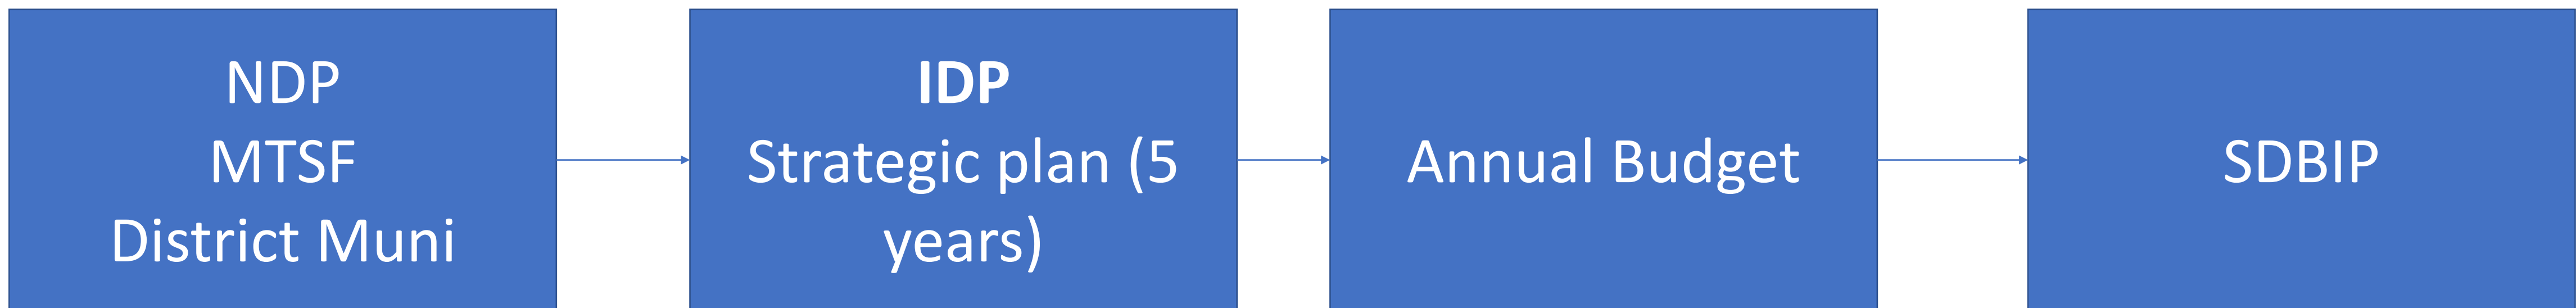 NDP
MTSF
District Muni
IDP
Strategic plan (5
years)
Annual Budget
SDBIP